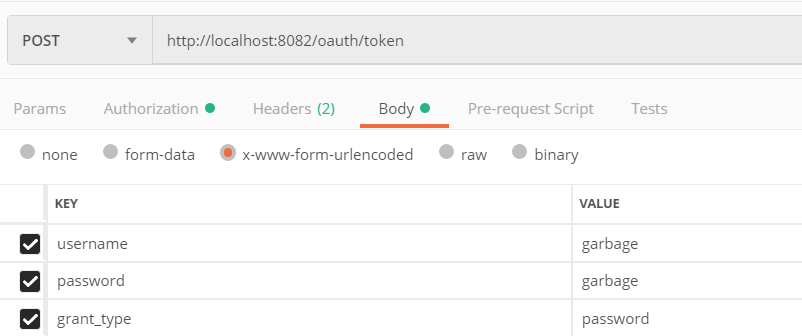 POST http://localhost:8082/oauth/token
Params Authorization Headers (2) Body Pre-request Script Tests
none form-data x-www-form-urlencoded raw binary
KEY VALUE
username garbage
password garbage
grant_type password